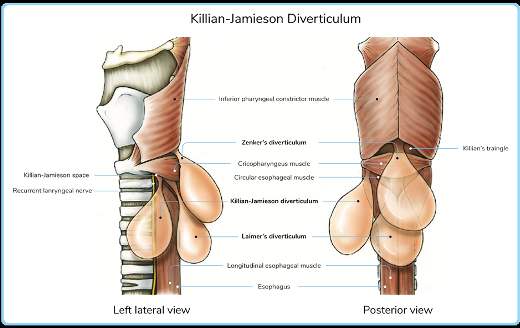 Killian-Jamieson Diverticulum
Inferior pharyngeal constrictor muscle
Zenker's diverticulum
Killian's traingle
Cricopharyngeus muscle
Killian-Jamieson space
Circular esophageal muscle
Recurrent lanryngeal nerve
Killian-Jamieson diverticulum
Laimer's diverticulum
Longitudinal esophageal muscle
Esophagus
Left lateral view
Posterior view